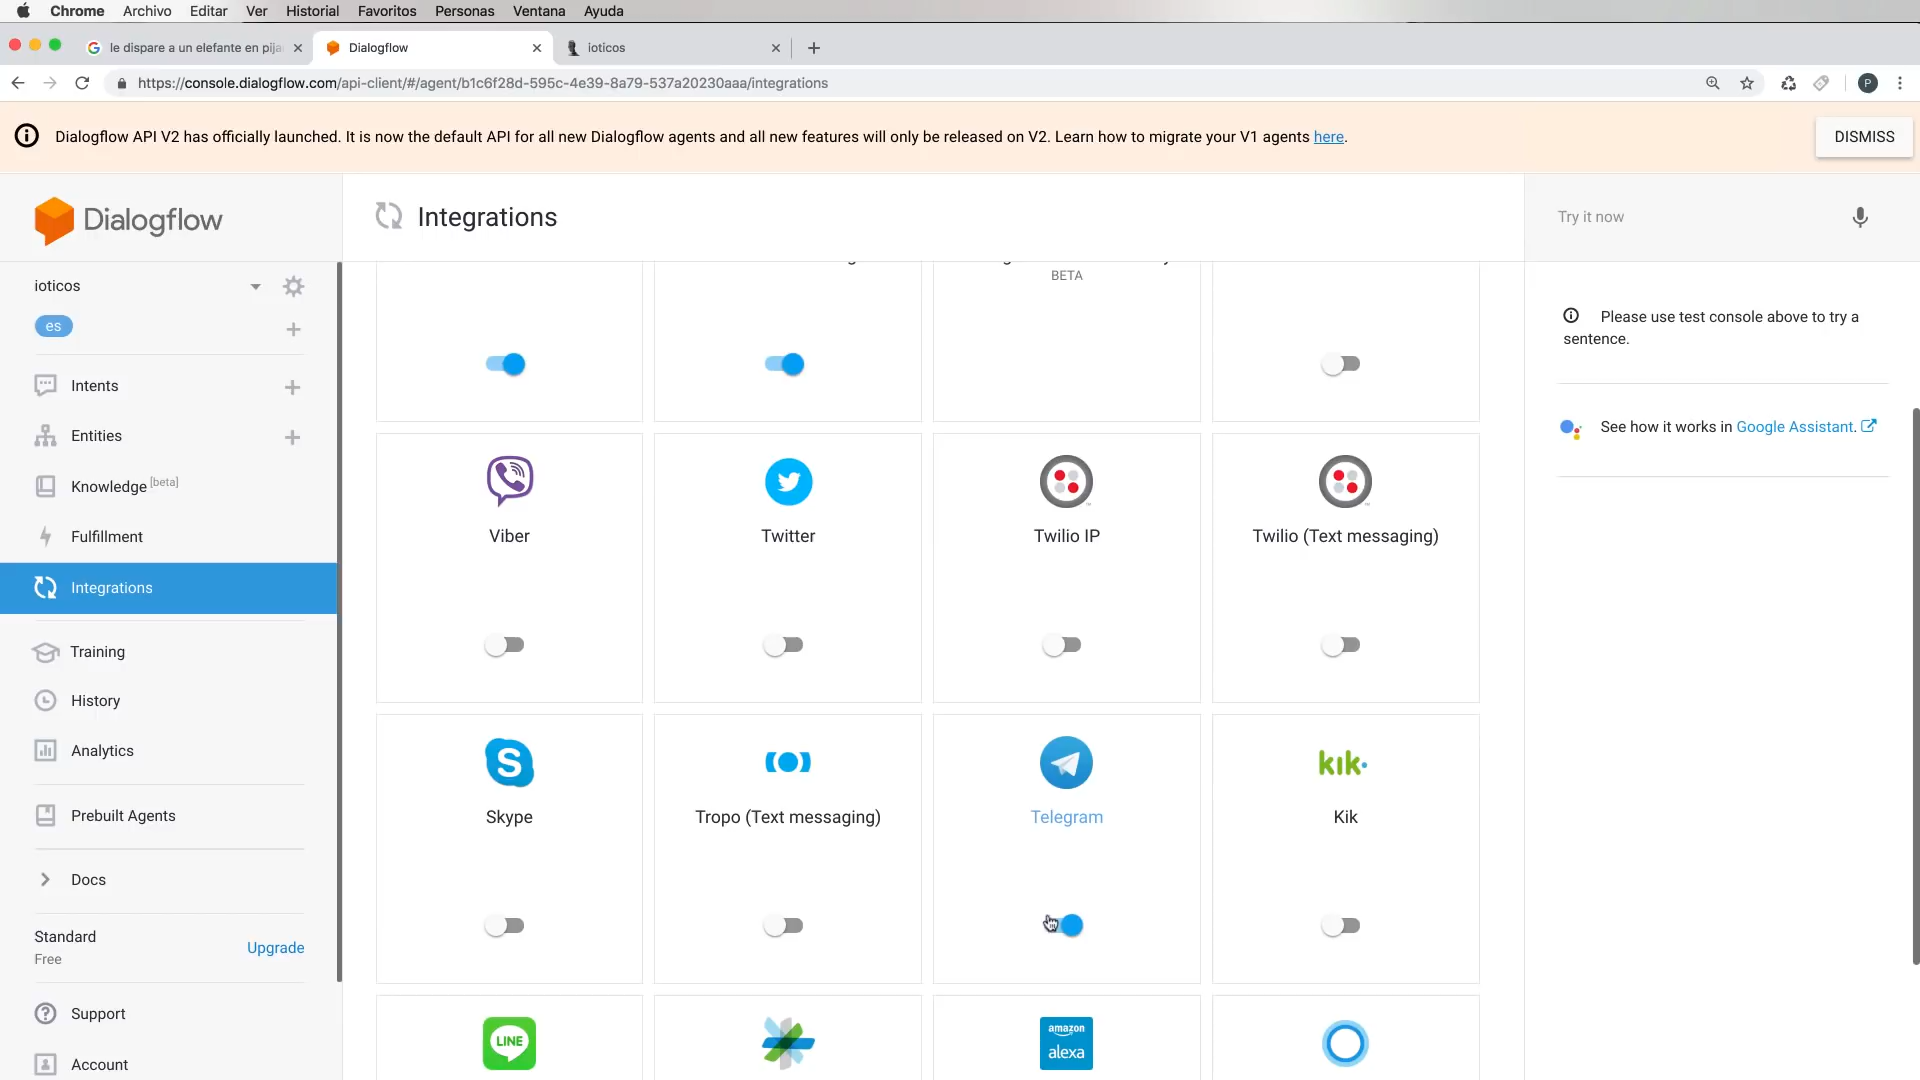 Chrome Archivo Editar Ver Historial Favoritos Personas Ventana Ayuda
le dispare a un elefante en pija
Dialogflow
ioticos
https://console.dialogflow.com/api-client/#/agent/b1c6f28d-595c-4e39-8a79-537a20230aaa/integrations
P
Dialogflow API V2 has officially launched. It is now the default API for all new Dialogflow agents and all new features will only be released on V2. Learn how to migrate your V1 agents here.
DISMISS
Dialogflow
Integrations
Try it now
ioticos
es
Intents
Entities
Knowledge [beta]
Fulfillment
Integrations
Training
History
Analytics
Prebuilt Agents
Docs
Standard
Free
Upgrade
Support
Account
BETA
Viber
Twitter
Twilio IP
Twilio (Text messaging)
Skype
Tropo (Text messaging)
Telegram
kik
Kik
LINE
amazon
alexa
Please use test console above to try a
sentence.
See how it works in Google Assistant.